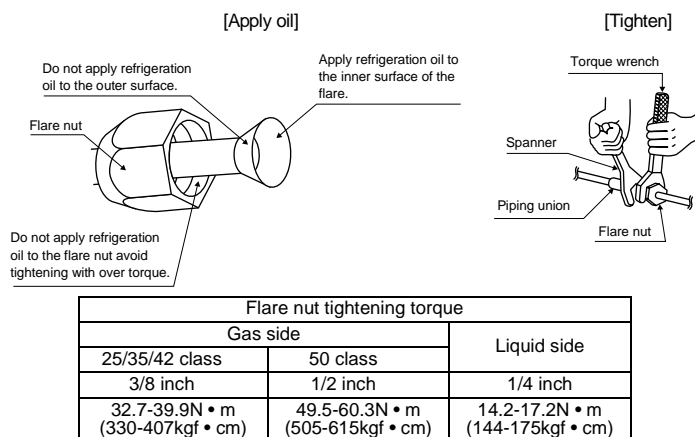 [Apply oil]
[Tighten]
Do not apply refrigeration
oil to the outer surface.
Apply refrigeration oil to
the inner surface of the
flare.
Flare nut
Do not apply refrigeration
oil to the flare nut avoid
tightening with over torque.
Torque wrench
Spanner
Piping union
Flare nut
Flare nut tightening torque
Gas side
Liquid side
25/35/42 class
50 class
3/8 inch
1/2 inch
1/4 inch
32.7-39.9N • m
(330-407kgf • cm)
49.5-60.3N • m
(505-615kgf • cm)
14.2-17.2N • m
(144-175kgf • cm)